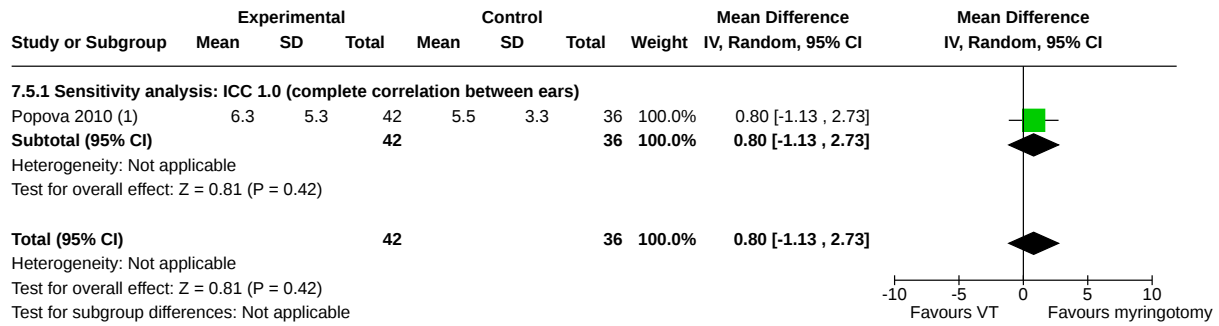 Experimental Control Mean Difference Mean Difference
Study or Subgroup Mean SD Total Mean SD Total Weight IV, Random, 95% CI IV, Random, 95% CI
7.5.1 Sensitivity analysis: ICC 1.0 (complete correlation between ears)
Popova 2010 (1) 6.3 5.3 42 5.5 3.3 36 100.0% 0.80 [-1.13 , 2.73]
Subtotal (95% CI) 42 36 100.0% 0.80 [-1.13 , 2.73]
Heterogeneity: Not applicable
Test for overall effect: Z = 0.81 (P = 0.42)
Total (95% CI) 42 36 100.0% 0.80 [-1.13 , 2.73]
Heterogeneity: Not applicable
Test for overall effect: Z = 0.81 (P = 0.42)
-10 -5 0 5 10
Test for subgroup differences: Not applicable Favours VT Favours myringotomy